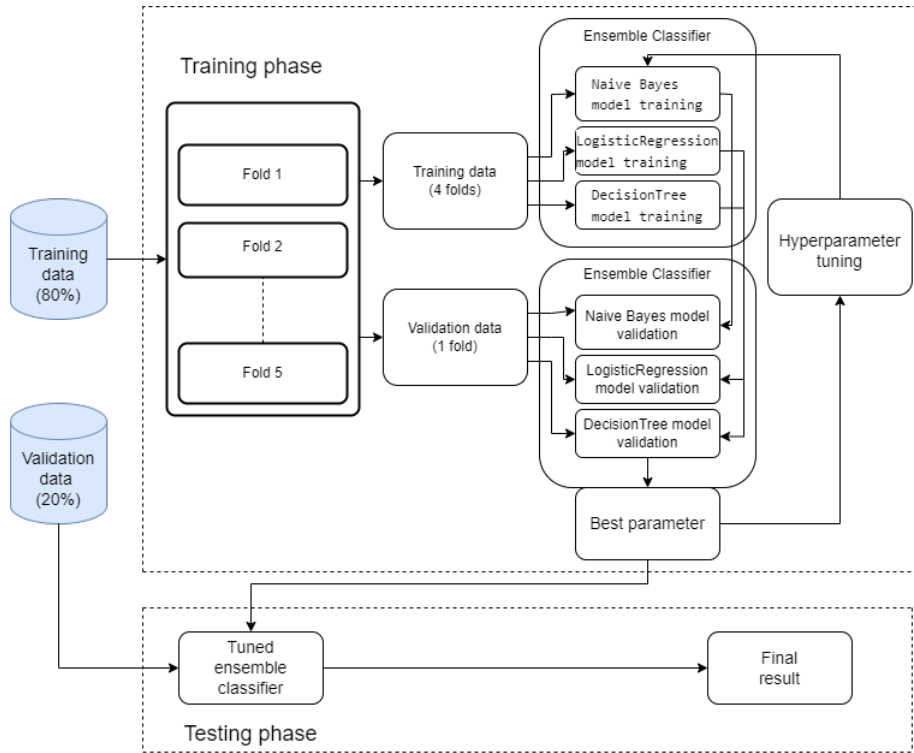 Ensemble Classifier
Training phase
Naive Bayes
model training
Fold 1
Training data
(4 folds)
LogisticRegression
model training
DecisionTree
model training
Training
data
(80%)
Fold 2
Hyperparameter
tuning
Ensemble Classifier
Naive Bayes model
validation
Validation data
(1 fold)
Fold 5
LogisticRegression
model validation
DecisionTree model
validation
Validation
data
(20%)
Best parameter
Tuned
ensemble
classifier
Final
result
Testing phase